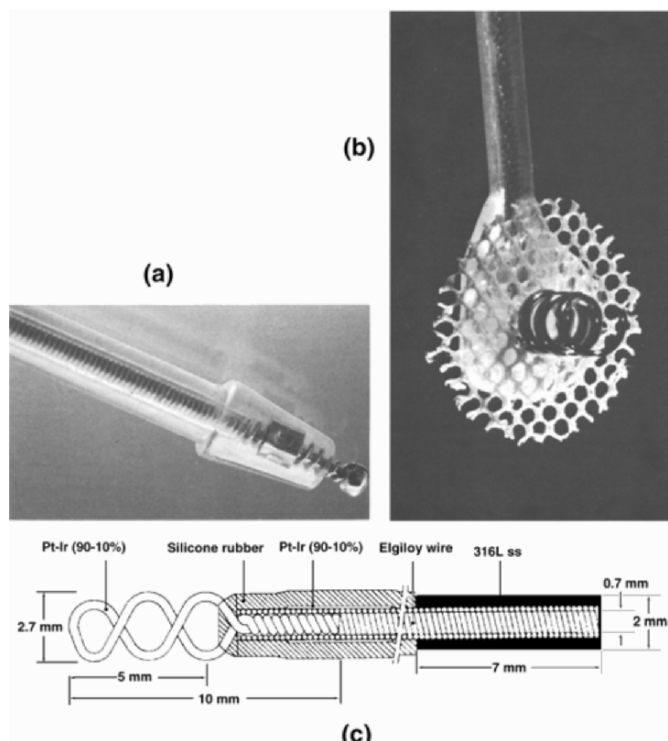 (b)
(a)
Pt-Ir (90-10%)
Silicone rubber
Pt-Ir (90-10%)
Elgiloy wire
316L ss
0.7 mm
2.7 mm
2 mm
5 mm
7 mm
10 mm
(c)